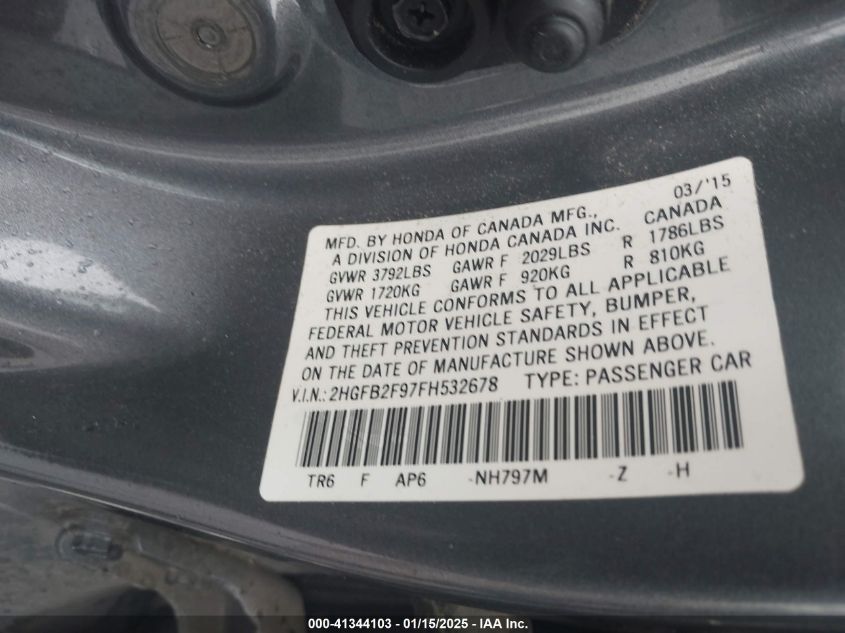 03/'15
MFD. BY HONDA OF CANADA MFG., CANADA
A DIVISION OF HONDA CANADA INC.
GVWR 3792LBS GAWR F 2029LBS R 1786LBS
GVWR 1720KG GAWR F 920KG R 810KG
THIS VEHICLE CONFORMS TO ALL APPLICABLE
FEDERAL MOTOR VEHICLE SAFETY, BUMPER,
AND THEFT PREVENTION STANDARDS IN EFFECT
ON THE DATE OF MANUFACTURE SHOWN ABOVE.
V.I.N.: 2HGFB2F97FH532678 TYPE: PASSENGER CAR
TR6 F AP6 -NH797M -Z -H
000-41344103 - 01/15/2025 - IAA Inc.